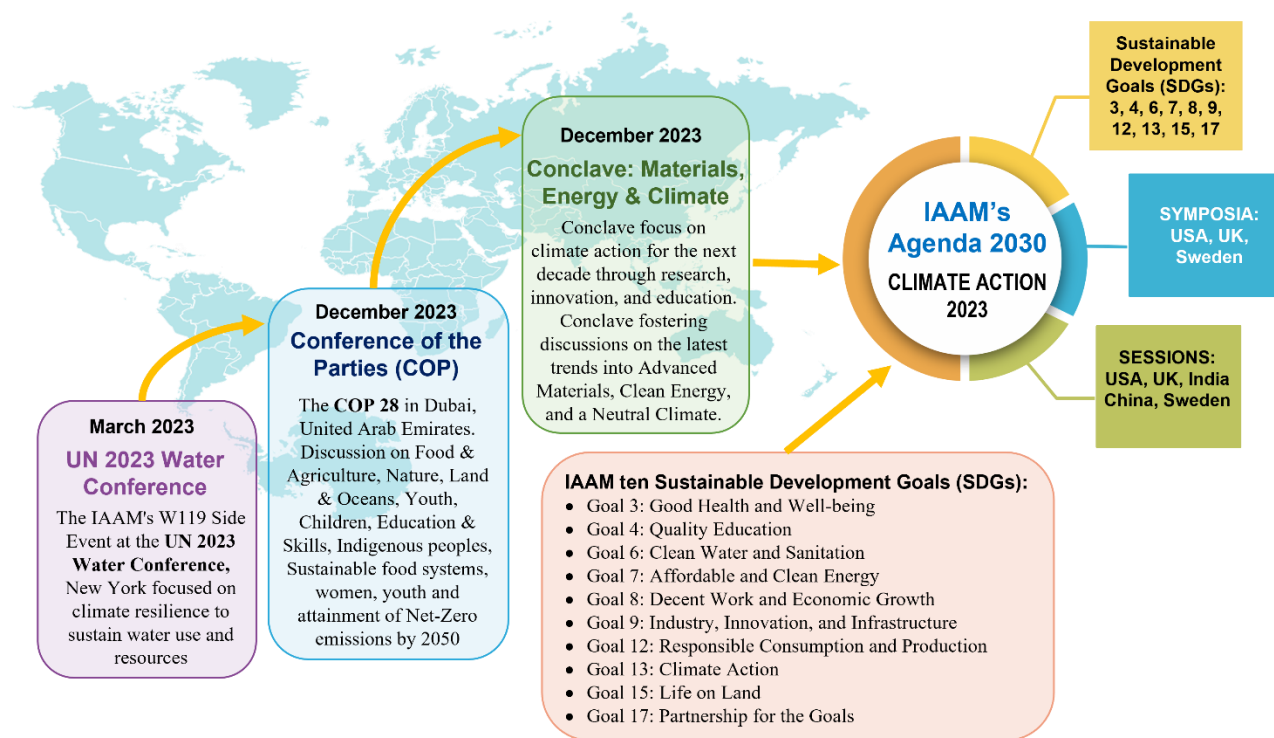 March 2023
UN 2023 Water
Conference
The IAAM's W119 Side
Event at the UN 2023
Water Conference,
New York focused on
climate resilience to
sustain water use and
resources
December 2023
Conference of the
Parties (COP)
The COP 28 in Dubai,
United Arab Emirates.
Discussion on Food &
Agriculture, Nature, Land
& Oceans, Youth,
Children, Education &
Skills, Indigenous peoples,
Sustainable food systems,
women, youth and
attainment of Net-Zero
emissions by 2050
December 2023
Conclave: Materials,
Energy & Climate
Conclave focus on
climate action for the next
decade through research,
innovation, and education.
Conclave fostering
discussions on the latest
trends into Advanced
Materials, Clean Energy,
and a Neutral Climate.
IAAM's
Agenda 2030
CLIMATE ACTION
2023
Sustainable
Development
Goals (SDGs):
3, 4, 6, 7, 8, 9,
12, 13, 15, 17
SYMPOSIA:
USA, UK,
Sweden
SESSIONS:
USA, UK, India
China, Sweden
IAAM ten Sustainable Development Goals (SDGs):
• Goal 3: Good Health and Well-being
• Goal 4: Quality Education
• Goal 6: Clean Water and Sanitation
• Goal 7: Affordable and Clean Energy
• Goal 8: Decent Work and Economic Growth
• Goal 9: Industry, Innovation, and Infrastructure
• Goal 12: Responsible Consumption and Production
• Goal 13: Climate Action
• Goal 15: Life on Land
• Goal 17: Partnership for the Goals